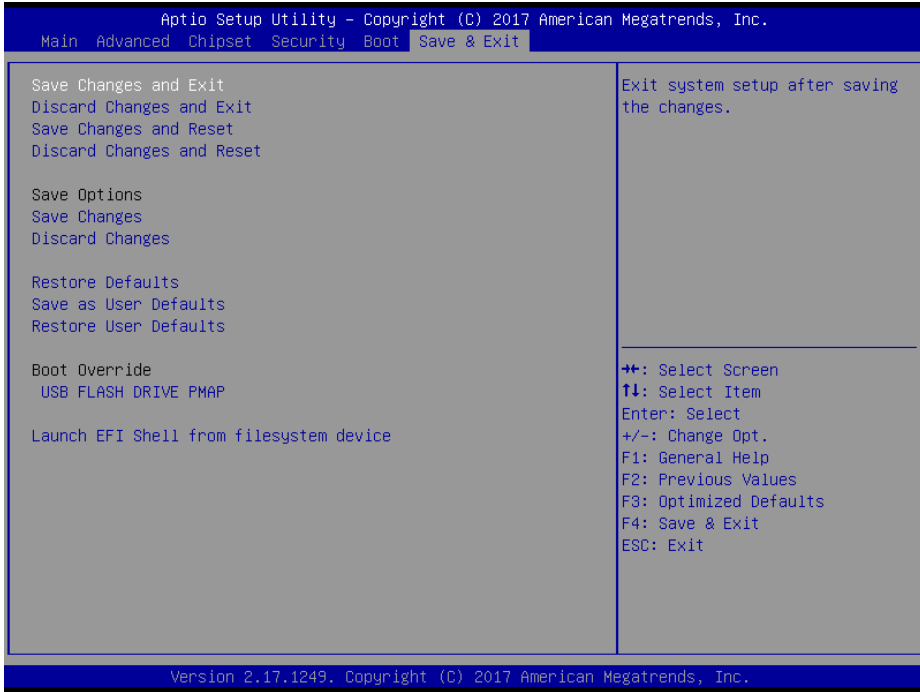 Aptio Setup Utility – Copyright (C) 2017 American Megatrends, Inc.
Main Advanced Chipset Security Boot Save & Exit
Save Changes and Exit
Discard Changes and Exit
Save Changes and Reset
Discard Changes and Reset
Save Options
Save Changes
Discard Changes
Restore Defaults
Save as User Defaults
Restore User Defaults
Boot Override
USB FLASH DRIVE PMAP
Launch EFI Shell from filesystem device
Exit system setup after saving
the changes.
→←: Select Screen
↑↓: Select Item
Enter: Select
+/-: Change Opt.
F1: General Help
F2: Previous Values
F3: Optimized Defaults
F4: Save & Exit
ESC: Exit
Version 2.17.1249. Copyright (C) 2017 American Megatrends, Inc.